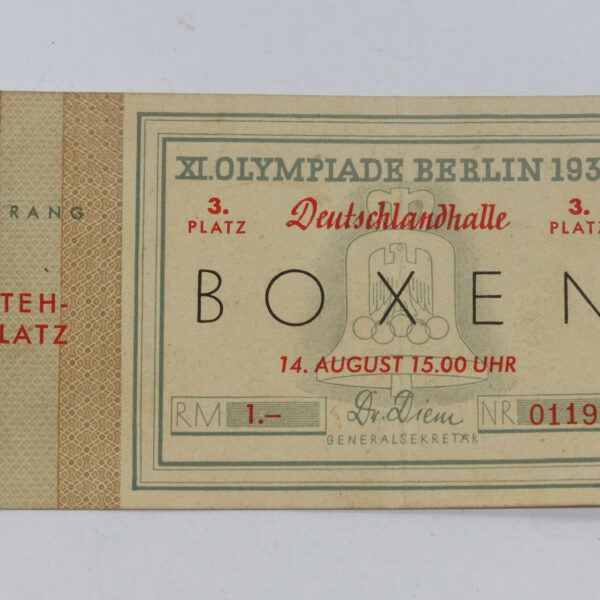 RANG
TEH-
LATZ
XI. OLYMPIADE BERLIN 193
3. PLATZ
Deutschlandhalle
3. PLATZ
BOXEN
14. AUGUST 15.00 UHR
RM 1.–
Dr. Diem
GENERALSEKRETÄR
NR 0119